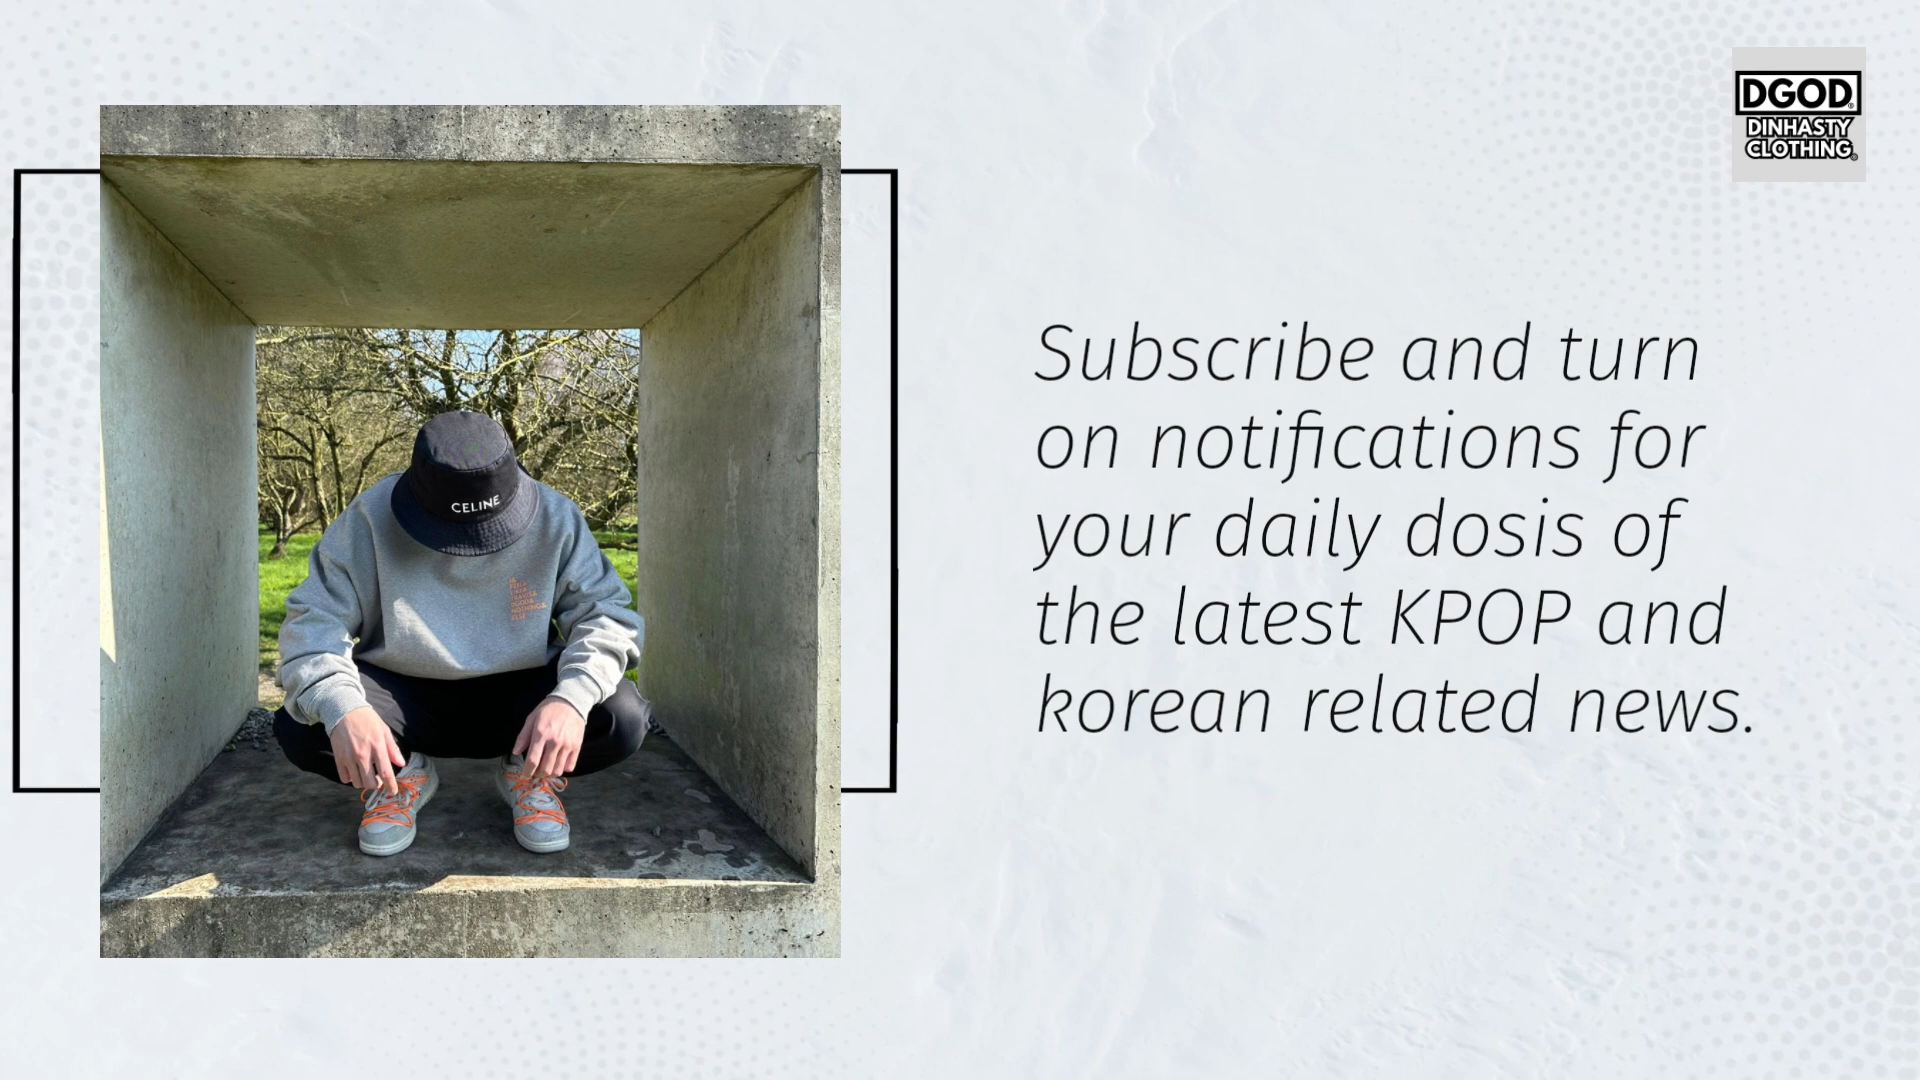 DGOD
DINHASTY
CLOTHING
CELINE
Subscribe and turn
on notifications for
your daily dosis of
the latest KPOP and
korean related news.